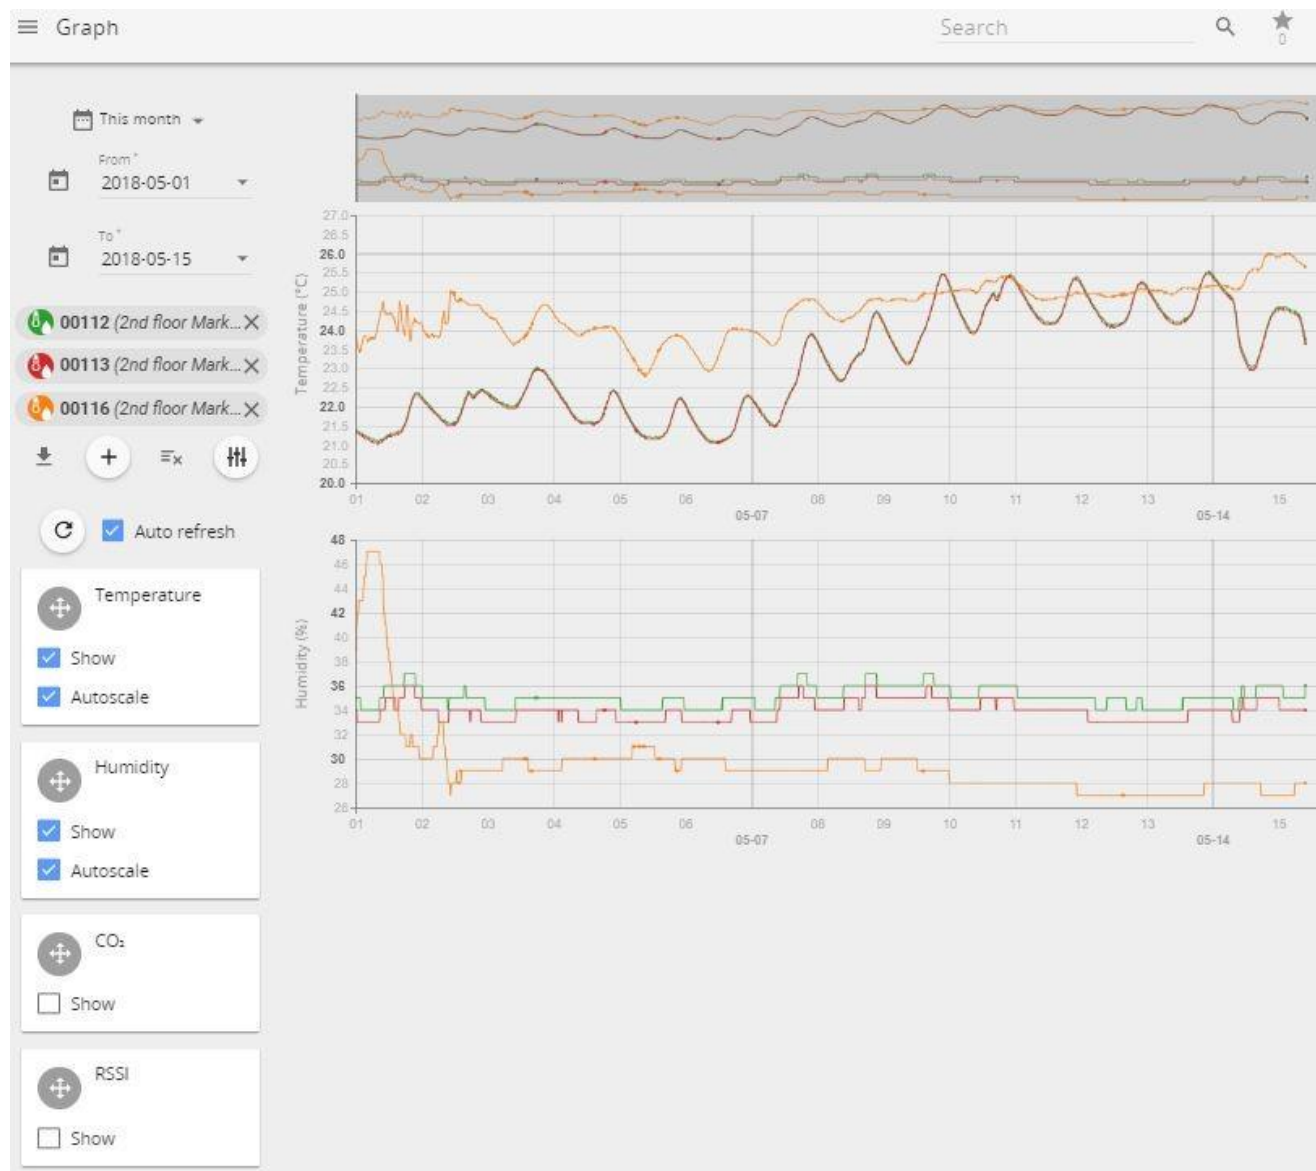 Graph
Search
0
This month
From *
2018-05-01
To *
2018-05-15
00112 (2nd floor Mark...
00113 (2nd floor Mark...
00116 (2nd floor Mark...
Auto refresh
Temperature
Show
Autoscale
Humidity
Show
Autoscale
CO₂
Show
RSSI
Show
Temperature (°C)
27.0
26.5
26.0
25.5
25.0
24.5
24.0
23.5
23.0
22.5
22.0
21.5
21.0
20.5
20.0
01 02 03 04 05 06 08 09 10 11 12 13 15
05-07 05-14
Humidity (%)
48
46
44
42
40
38
36
34
32
30
28
26
01 02 03 04 05 06 08 09 10 11 12 13 15
05-07 05-14